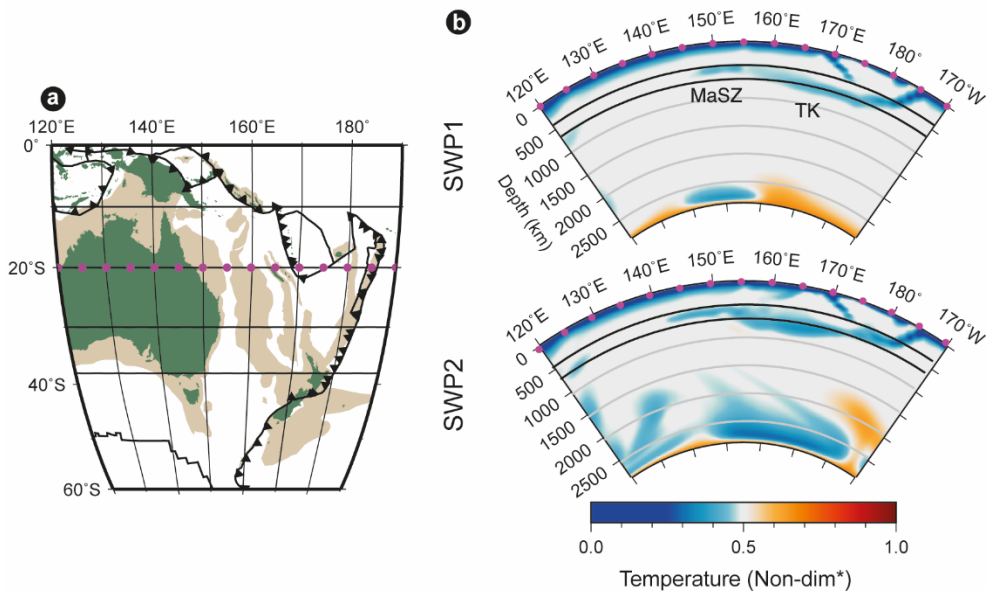 a
120˚E 140˚E 160˚E 180˚
0˚
20˚S
40˚S
60˚S
b
SWP1
120˚E 130˚E 140˚E 150˚E 160˚E 170˚E 180˚ 170˚W
0
500
1000
1500
2000
2500
Depth (km)
MaSZ
TK
SWP2
120˚E 130˚E 140˚E 150˚E 160˚E 170˚E 180˚ 170˚W
0
500
1000
1500
2000
2500
0.0 0.5 1.0
Temperature (Non-dim*)